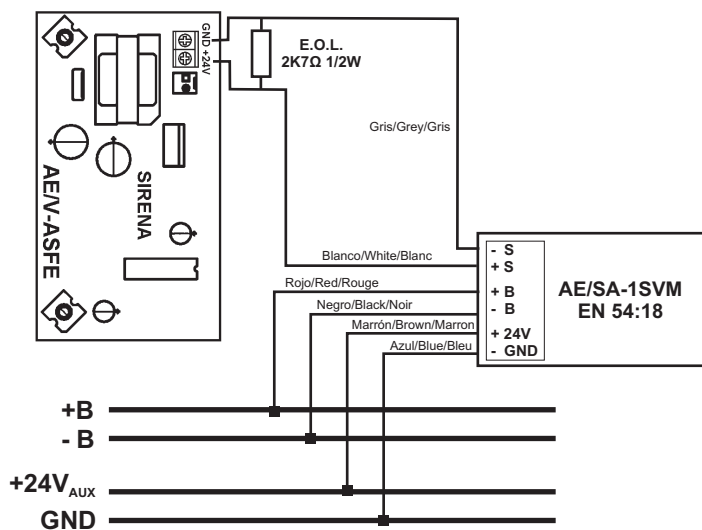 GND +24V
AE/V-ASFE
SIRENA
E.O.L.
2K7Ω 1/2W
Gris/Grey/Gris
Blanco/White/Blanc
Rojo/Red/Rouge
Negro/Black/Noir
Marrón/Brown/Marron
Azul/Blue/Bleu
- S
+ S
+ B
- B
+ 24V
- GND
AE/SA-1SVM
EN 54:18
+B
- B
+24VAUX
GND